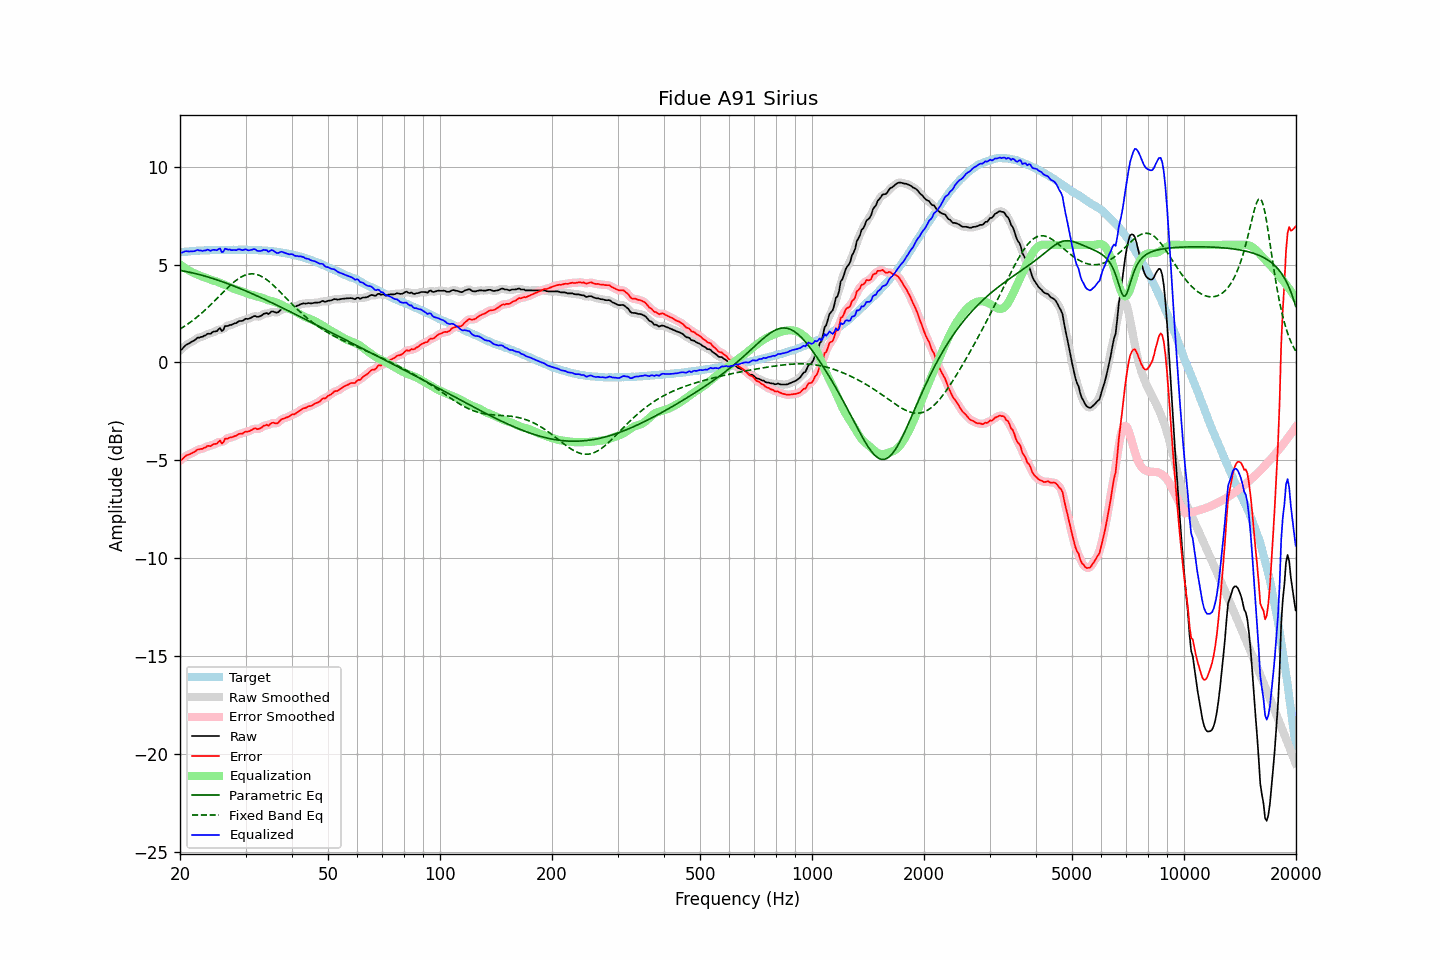 Fidue A91 Sirius
Amplitude (dBr)
10
5
0
−5
−10
−15
−20
−25
Target
Raw Smoothed
Error Smoothed
Raw
Error
Equalization
Parametric Eq
Fixed Band Eq
Equalized
20
50
100
200
500
1000
2000
5000
10000
20000
Frequency (Hz)